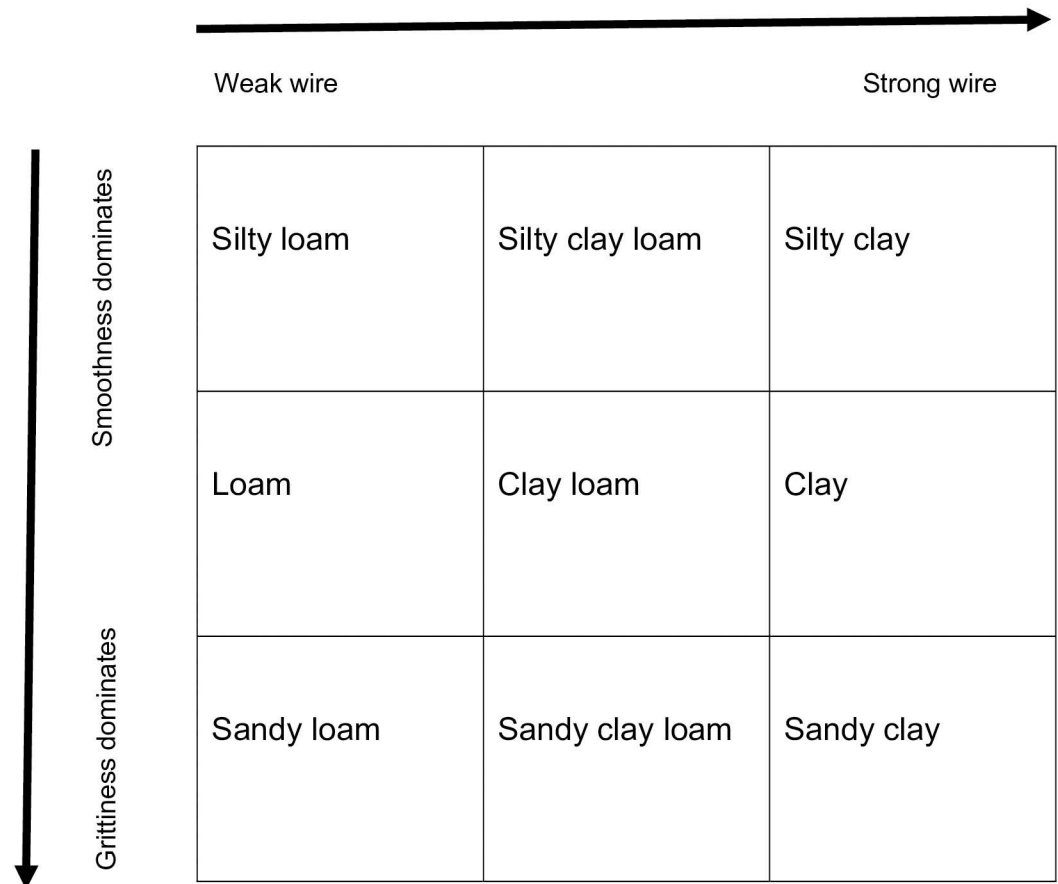 Weak wire
Strong wire
Smoothness dominates
Silty loam
Silty clay loam
Silty clay
Loam
Clay loam
Clay
Grittiness dominates
Sandy loam
Sandy clay loam
Sandy clay